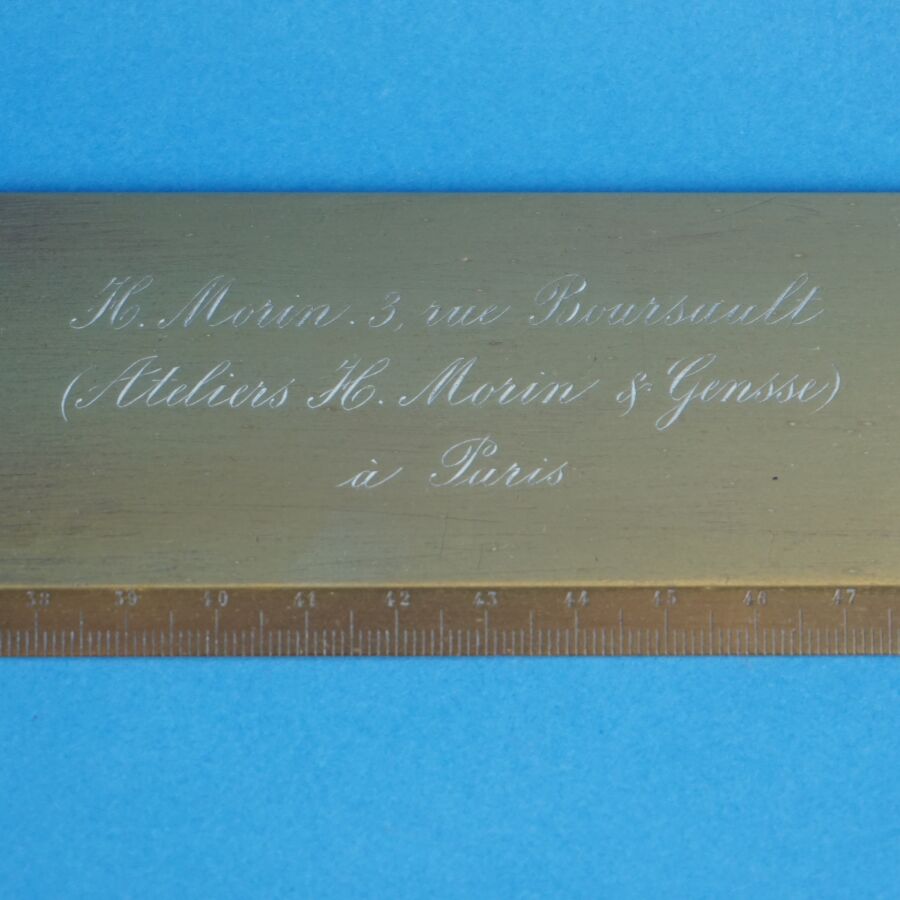 H. Morin. 3, rue Boursault
(Ateliers H. Morin & Gensse)
à Paris
38 39 40 41 42 43 44 45 46 47